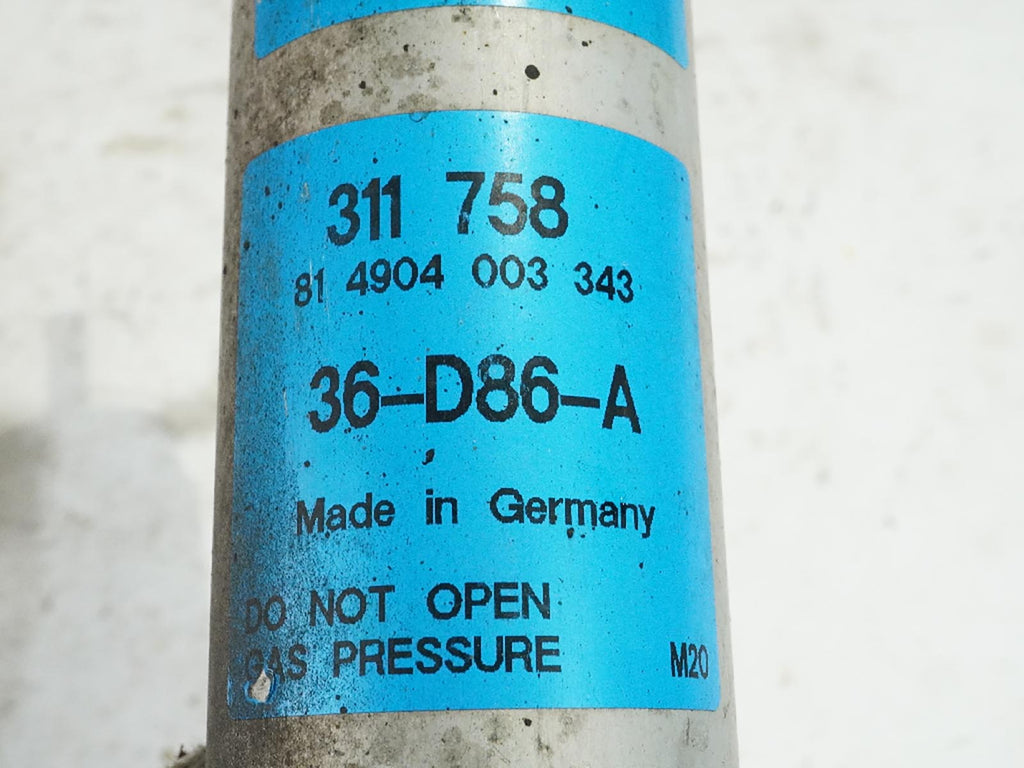 311 758
81 4904 003 343
36-D86-A
Made in Germany
DO NOT OPEN
GAS PRESSURE M20